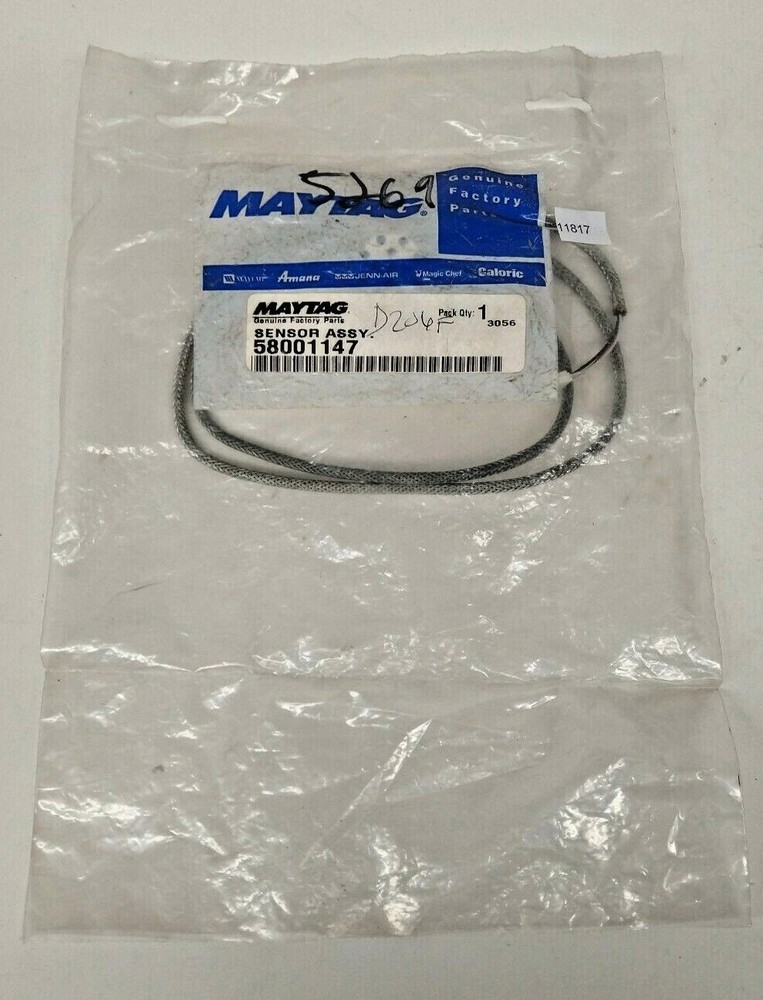 5269
MAYTAG®
Genuine
Factory
Parts
11817
MAYTAG Amana JENN-AIR Magic Chef Caloric
MAYTAG
Genuine Factory Parts
D206F
Pack Qty: 1
3056
SENSOR ASSY.
58001147